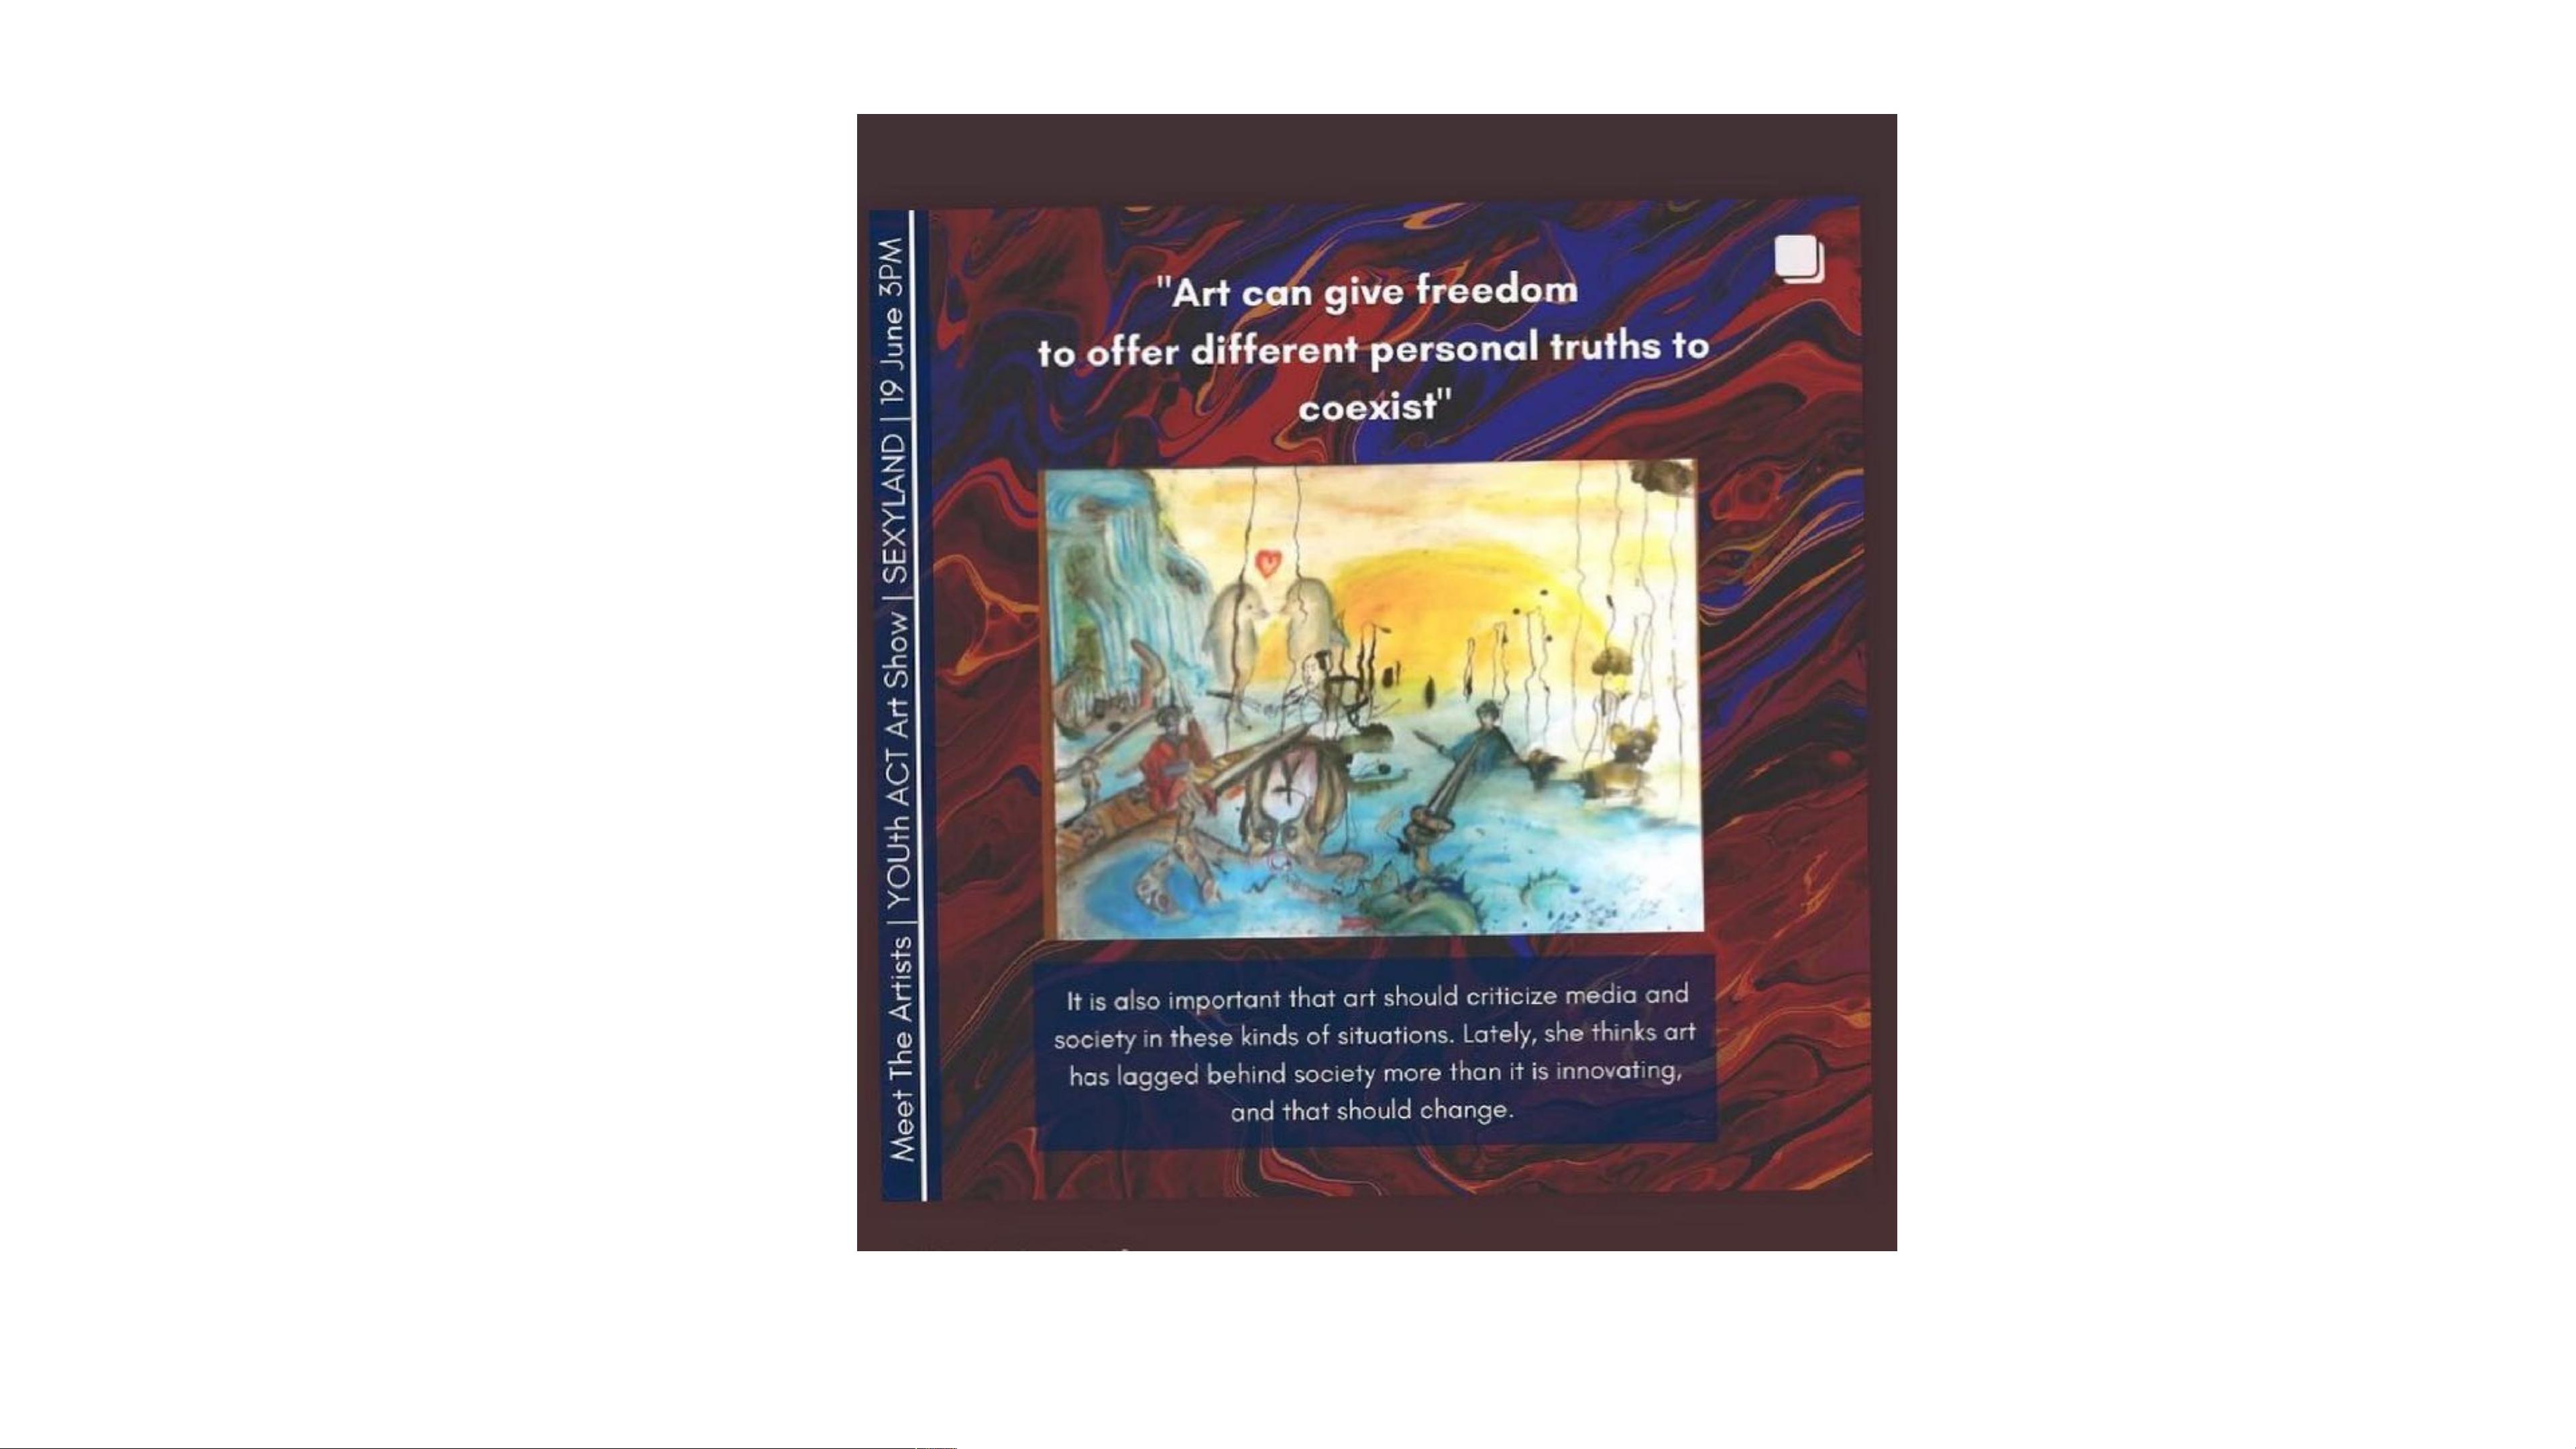 Meet The Artists | YOUth ACT Art Show | SEXYLAND | 19 June 3PM
"Art can give freedom
to offer different personal truths to
coexist"
It is also important that art should criticize media and
society in these kinds of situations. Lately, she thinks art
has lagged behind society more than it is innovating,
and that should change.